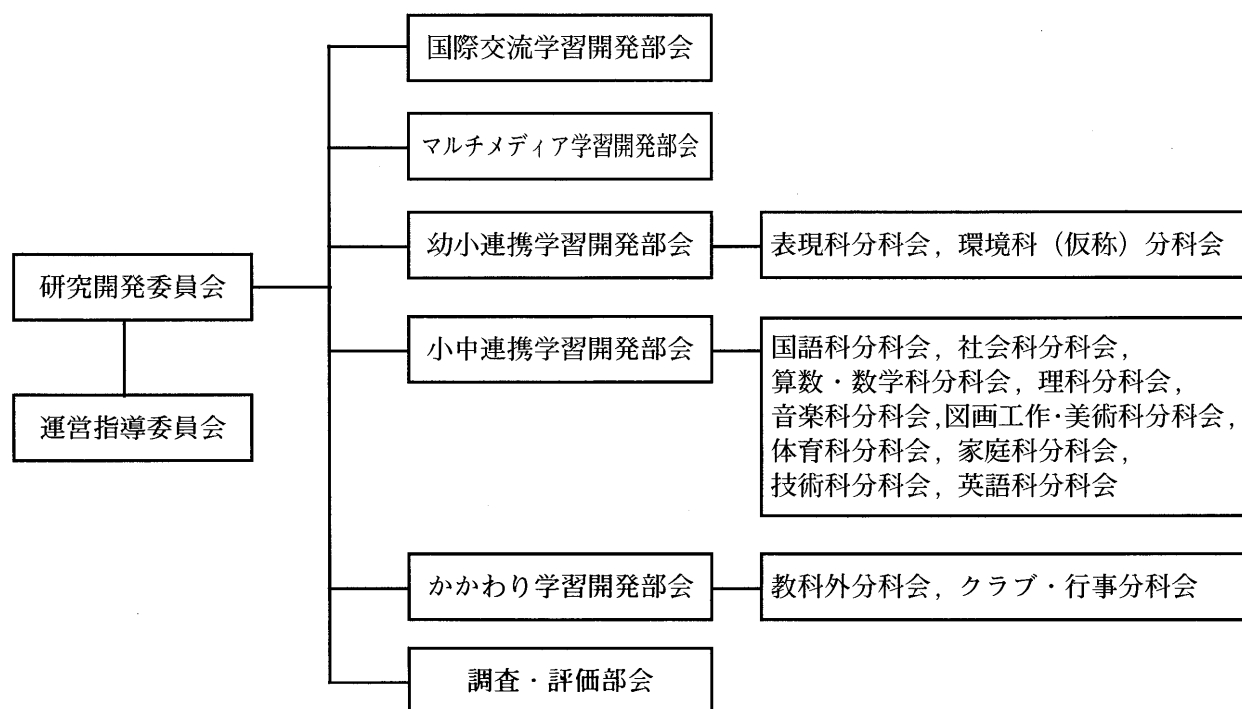 国際交流学習開発部会
マルチメディア学習開発部会
幼小連携学習開発部会
表現科分科会，環境科（仮称）分科会
研究開発委員会
小中連携学習開発部会
国語科分科会，社会科分科会，
算数・数学科分科会，理科分科会，
音楽科分科会，図画工作・美術科分科会，
体育科分科会，家庭科分科会，
技術科分科会，英語科分科会
運営指導委員会
かかわり学習開発部会
教科外分科会，クラブ・行事分科会
調査・評価部会